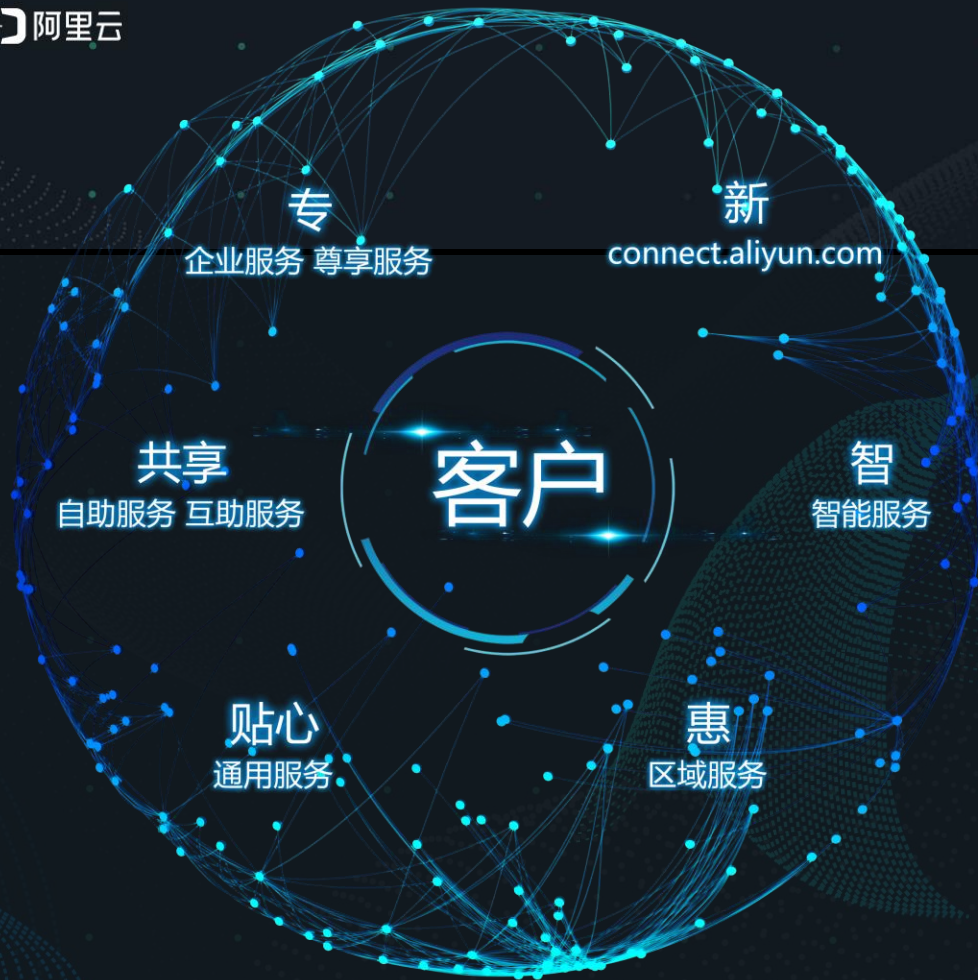 阿里云
专
企业服务 尊享服务
新
connect.aliyun.com
共享
自助服务 互助服务
客户
智
智能服务
贴心
通用服务
惠
区域服务